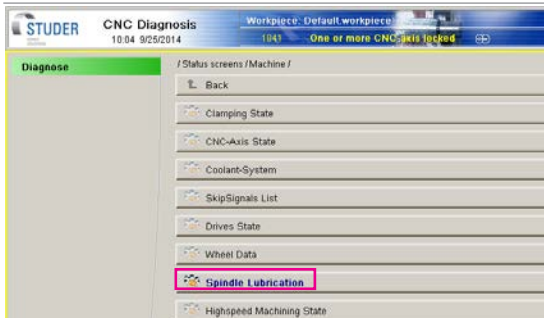 STUDER
CNC Diagnosis
10:04 9/25/2014
Workpiece: Default.workpiece
1041 One or more CNC-axis locked
Diagnose
/ Status screens / Machine /
Back
Clamping State
CNC-Axis State
Coolant-System
SkipSignals List
Drives State
Wheel Data
Spindle Lubrication
Highspeed Machining State